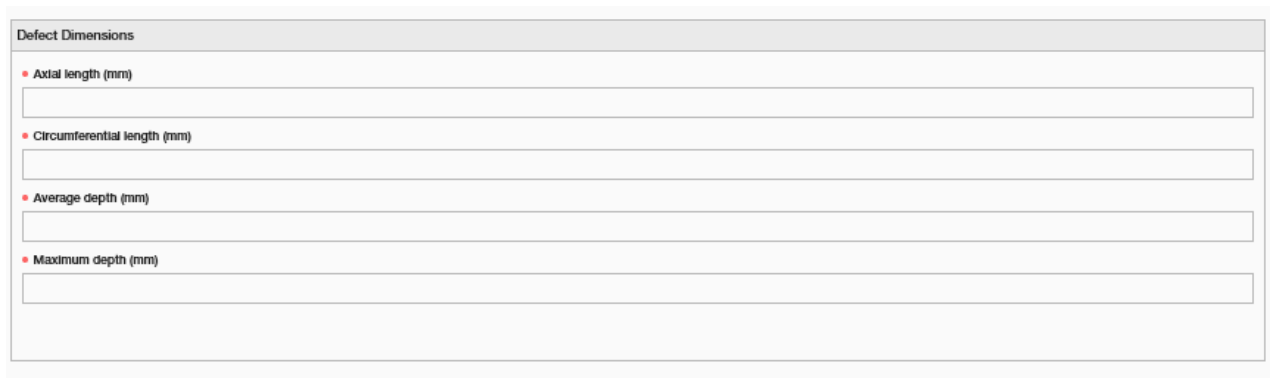 Defect Dimensions
Axial length (mm)
Circumferential length (mm)
Average depth (mm)
Maximum depth (mm)